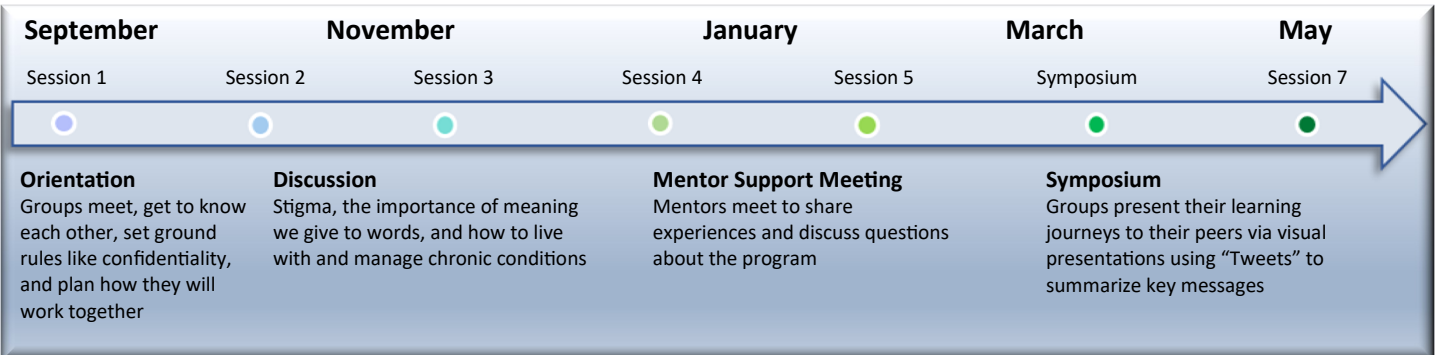 September November January March May
Session 1 Session 2 Session 3 Session 4 Session 5 Symposium Session 7
Orientation
Groups meet, get to know
each other, set ground
rules like confidentiality,
and plan how they will
work together
Discussion
Stigma, the importance of meaning
we give to words, and how to live
with and manage chronic conditions
Mentor Support Meeting
Mentors meet to share
experiences and discuss questions
about the program
Symposium
Groups present their learning
journeys to their peers via visual
presentations using “Tweets” to
summarize key messages